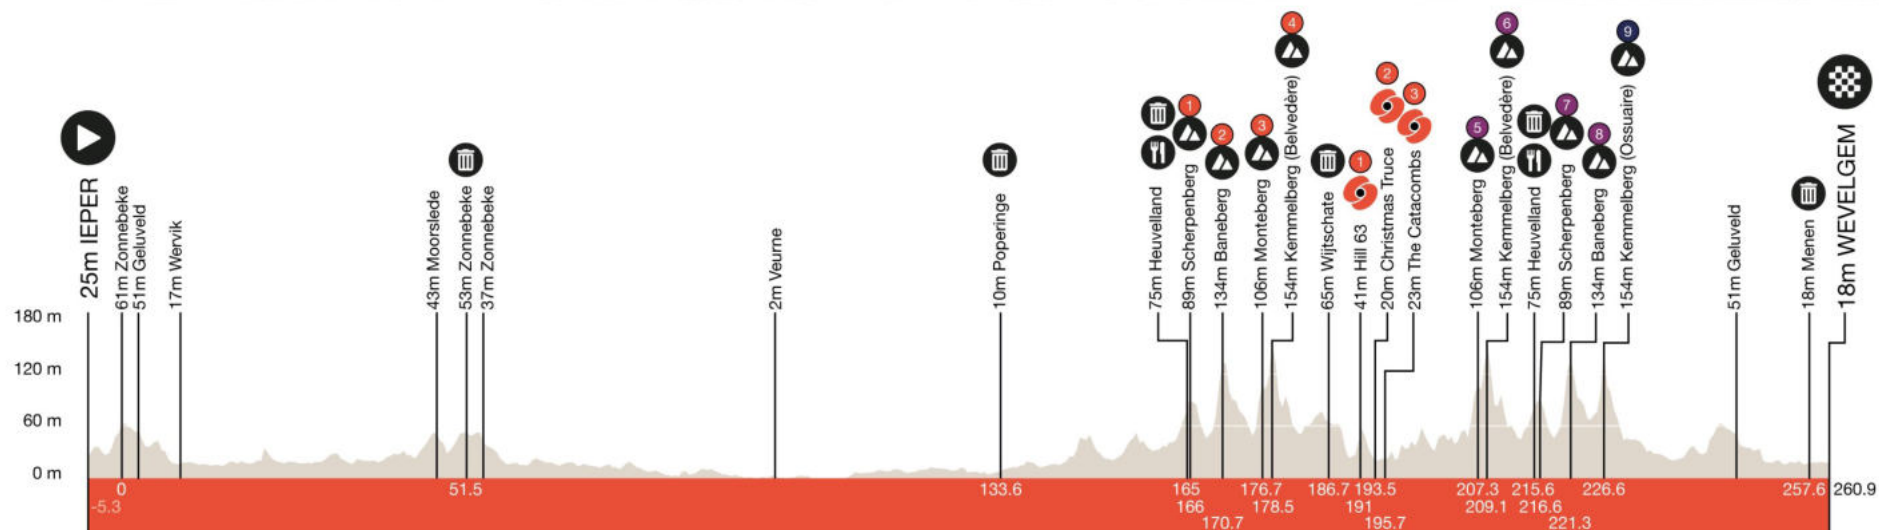 25m IEPER
61m Zonnebeke
51m Geluveld
17m Wervik
43m Moorslede
53m Zonnebeke
37m Zonnebeke
2m Veurne
10m Poperinge
75m Heuvelland
1
89m Scherpenberg
2
134m Baneberg
3
106m Monteberg
4
154m Kemmelberg (Belvedère)
65m Wijtschate
1
41m Hill 63
2
20m Christmas Truce
3
23m The Catacombs
5
106m Monteberg
6
154m Kemmelberg (Belvedère)
75m Heuvelland
7
89m Scherpenberg
8
134m Baneberg
9
154m Kemmelberg (Ossuaire)
51m Geluveld
18m Menen
18m WEVELGEM
180 m
120 m
60 m
0 m
-5.3
0
51.5
133.6
165
166
170.7
176.7
178.5
186.7
191
193.5
195.7
207.3
209.1
215.6
216.6
221.3
226.6
257.6
260.9